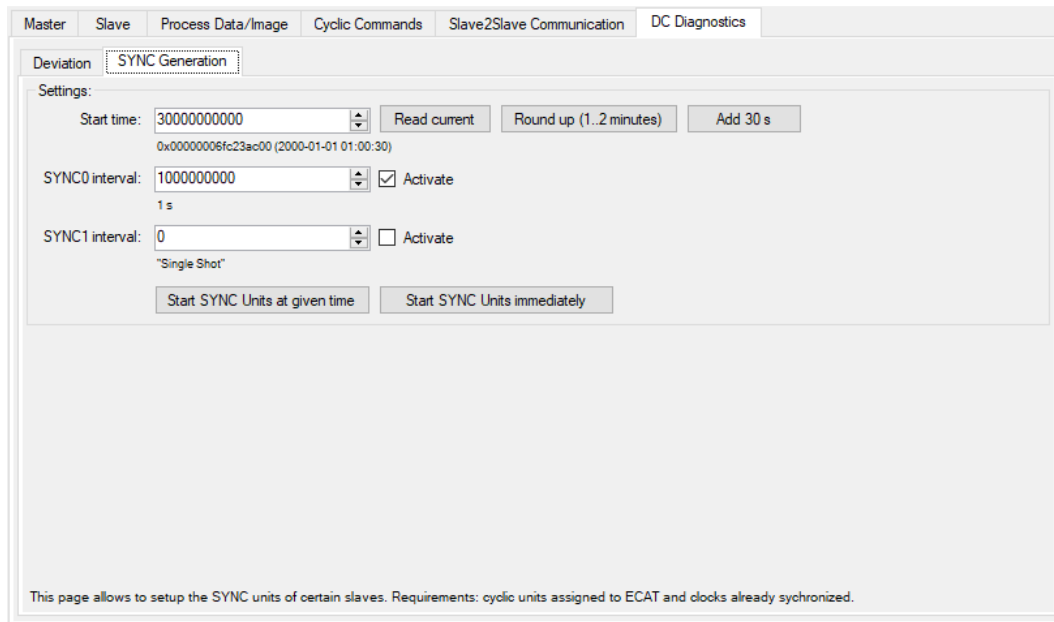 Master Slave Process Data/Image Cyclic Commands Slave2Slave Communication DC Diagnostics
Deviation SYNC Generation
Settings:
Start time: 30000000000 Read current Round up (1..2 minutes) Add 30 s
0x00000006fc23ac00 (2000-01-01 01:00:30)
SYNC0 interval: 1000000000 Activate
1 s
SYNC1 interval: 0 Activate
"Single Shot"
Start SYNC Units at given time Start SYNC Units immediately
This page allows to setup the SYNC units of certain slaves. Requirements: cyclic units assigned to ECAT and clocks already sychronized.